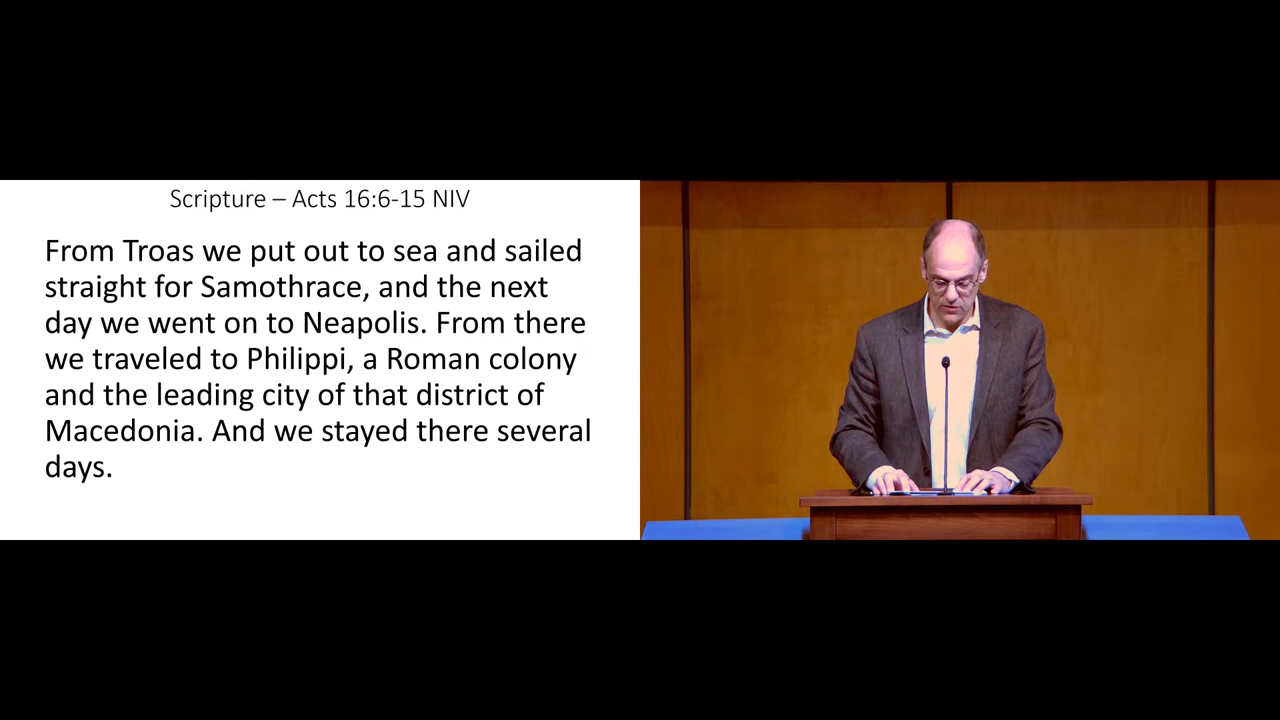 Scripture – Acts 16:6-15 NIV
From Troas we put out to sea and sailed
straight for Samothrace, and the next
day we went on to Neapolis. From there
we traveled to Philippi, a Roman colony
and the leading city of that district of
Macedonia. And we stayed there several
days.